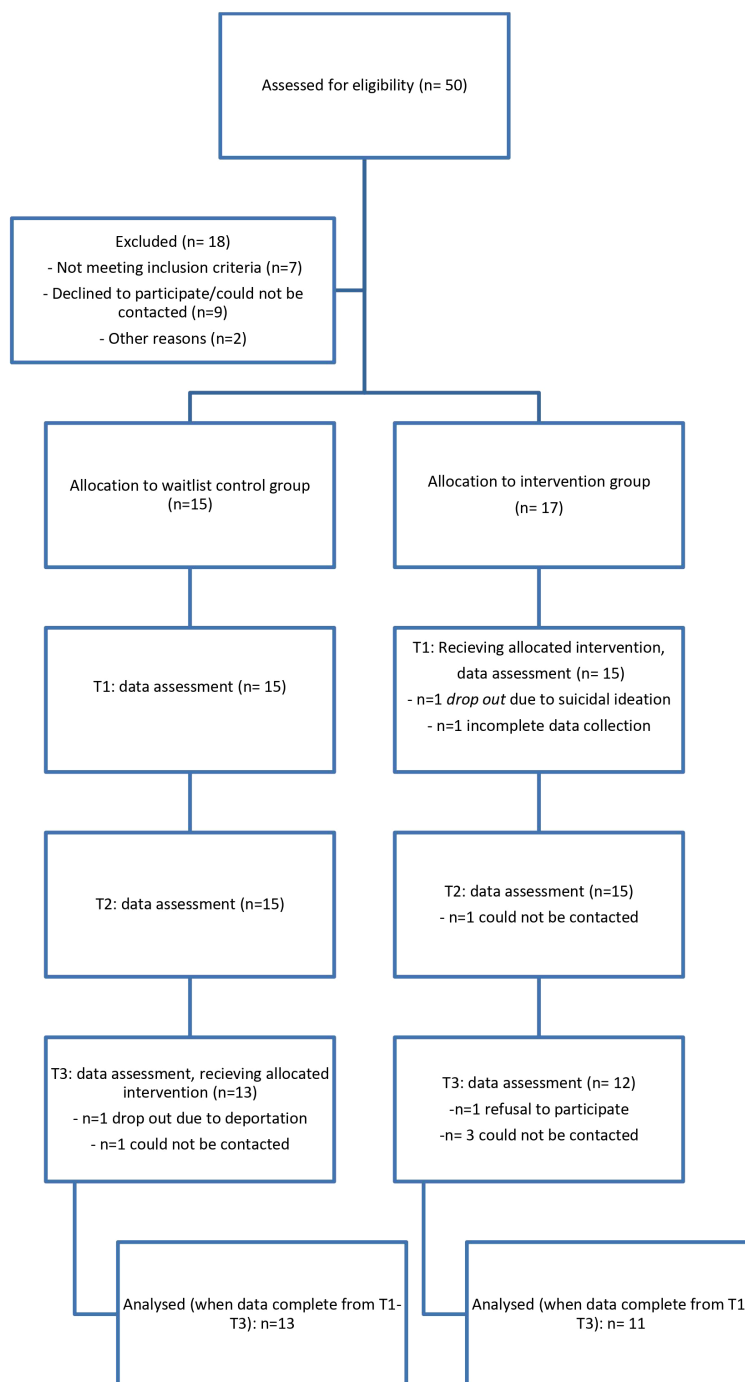 Assessed for eligibility (n= 50)
Excluded (n= 18)
- Not meeting inclusion criteria (n=7)
- Declined to participate/could not be
contacted (n=9)
- Other reasons (n=2)
Allocation to waitlist control group
(n=15)
Allocation to intervention group
(n= 17)
T1: data assessment (n= 15)
T1: Recieving allocated intervention,
data assessment (n= 15)
- n=1 drop out due to suicidal ideation
- n=1 incomplete data collection
T2: data assessment (n=15)
T2: data assessment (n=15)
- n=1 could not be contacted
T3: data assessment, recieving allocated
intervention (n=13)
- n=1 drop out due to deportation
- n=1 could not be contacted
T3: data assessment (n= 12)
-n=1 refusal to participate
-n= 3 could not be contacted
Analysed (when data complete from T1-
T3): n=13
Analysed (when data complete from T1
T3): n= 11